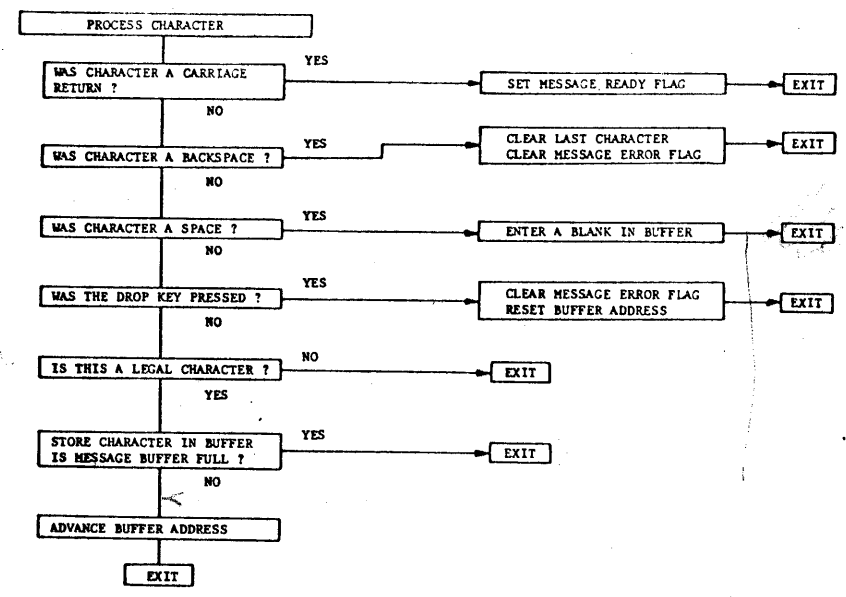 PROCESS CHARACTER
WAS CHARACTER A CARRIAGE
RETURN ?
YES
SET MESSAGE READY FLAG
EXIT
NO
WAS CHARACTER A BACKSPACE ?
YES
CLEAR LAST CHARACTER
CLEAR MESSAGE ERROR FLAG
EXIT
NO
WAS CHARACTER A SPACE ?
YES
ENTER A BLANK IN BUFFER
EXIT
NO
WAS THE DROP KEY PRESSED ?
YES
CLEAR MESSAGE ERROR FLAG
RESET BUFFER ADDRESS
EXIT
NO
IS THIS A LEGAL CHARACTER ?
NO
EXIT
YES
STORE CHARACTER IN BUFFER
IS MESSAGE BUFFER FULL ?
YES
EXIT
NO
ADVANCE BUFFER ADDRESS
EXIT